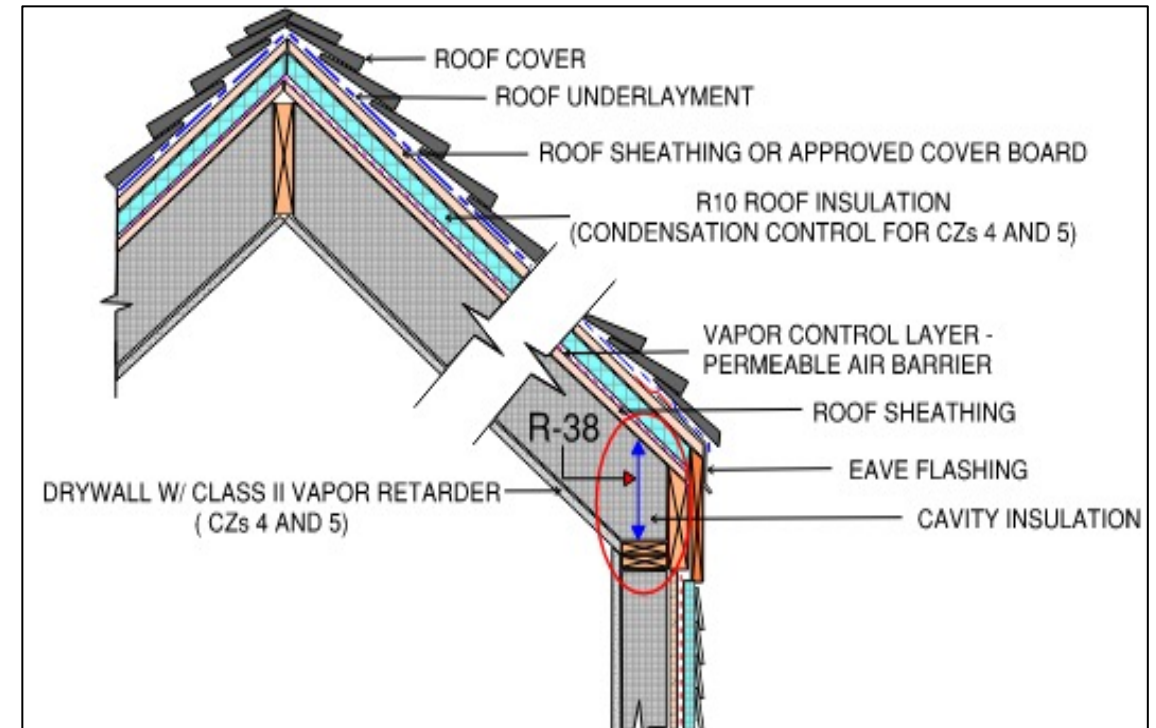 ROOF COVER
ROOF UNDERLAYMENT
ROOF SHEATHING OR APPROVED COVER BOARD
R10 ROOF INSULATION
(CONDENSATION CONTROL FOR CZs 4 AND 5)
VAPOR CONTROL LAYER -
PERMEABLE AIR BARRIER
ROOF SHEATHING
R-38
EAVE FLASHING
DRYWALL W/ CLASS II VAPOR RETARDER
( CZs 4 AND 5)
CAVITY INSULATION